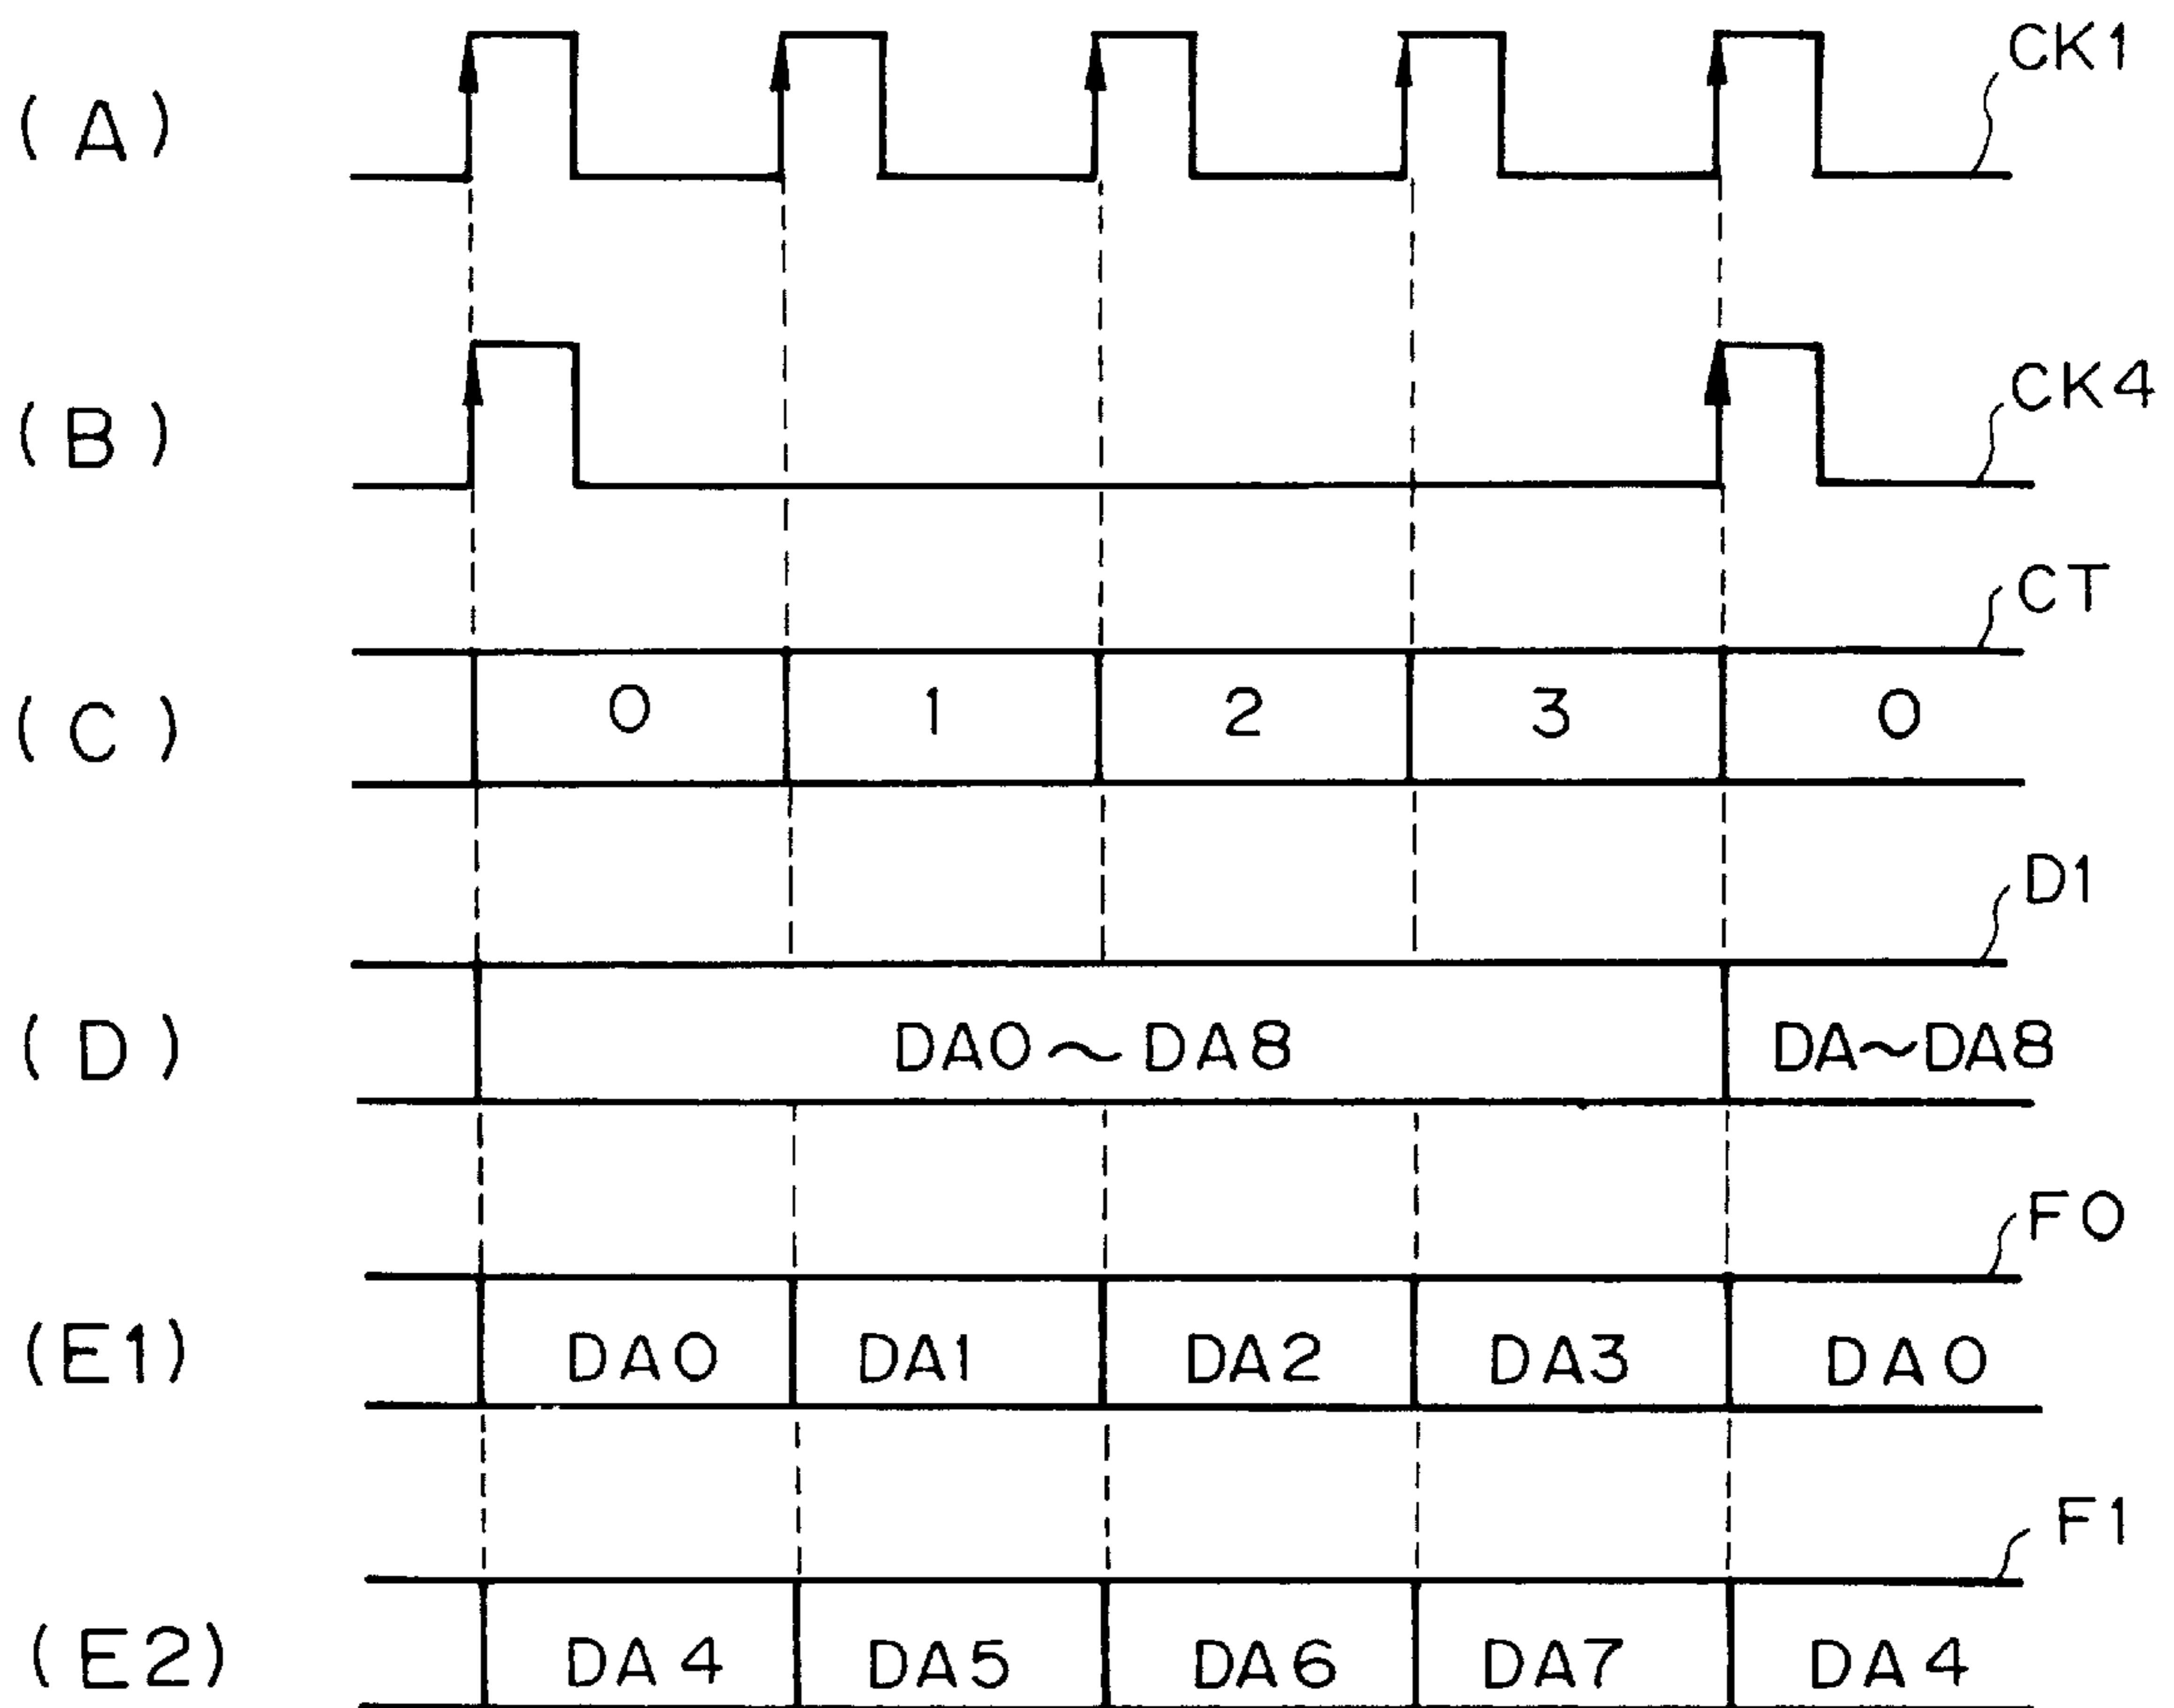 CK1
(A)
CK4
(B)
CT
(C) 0 1 2 3 0
D1
(D) DA0~DA8 DA~DA8
F0
(E1) DA0 DA1 DA2 DA3 DA0
F1
(E2) DA4 DA5 DA6 DA7 DA4